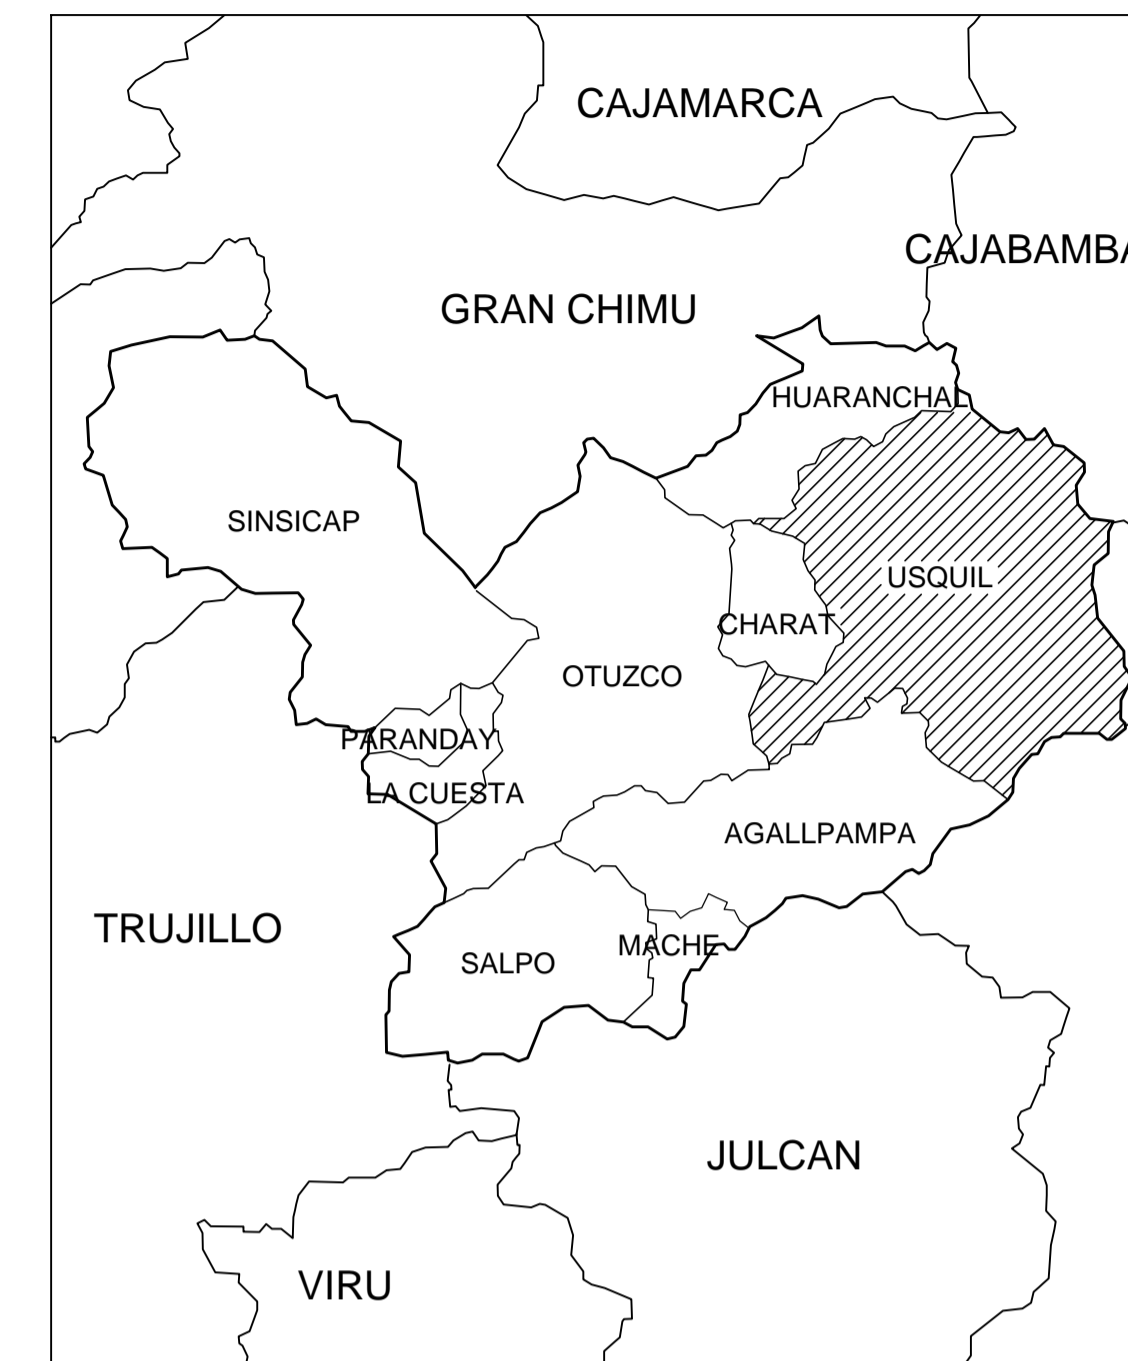 CAJAMARCA
CAJABAMBA
GRAN CHIMU
HUARANCHAL
SINSICAP
USQUIL
CHARAT
OTUZCO
PARANDAY
LA CUESTA
AGALLPAMPA
TRUJILLO
MACHE
SALPO
JULCAN
VIRU